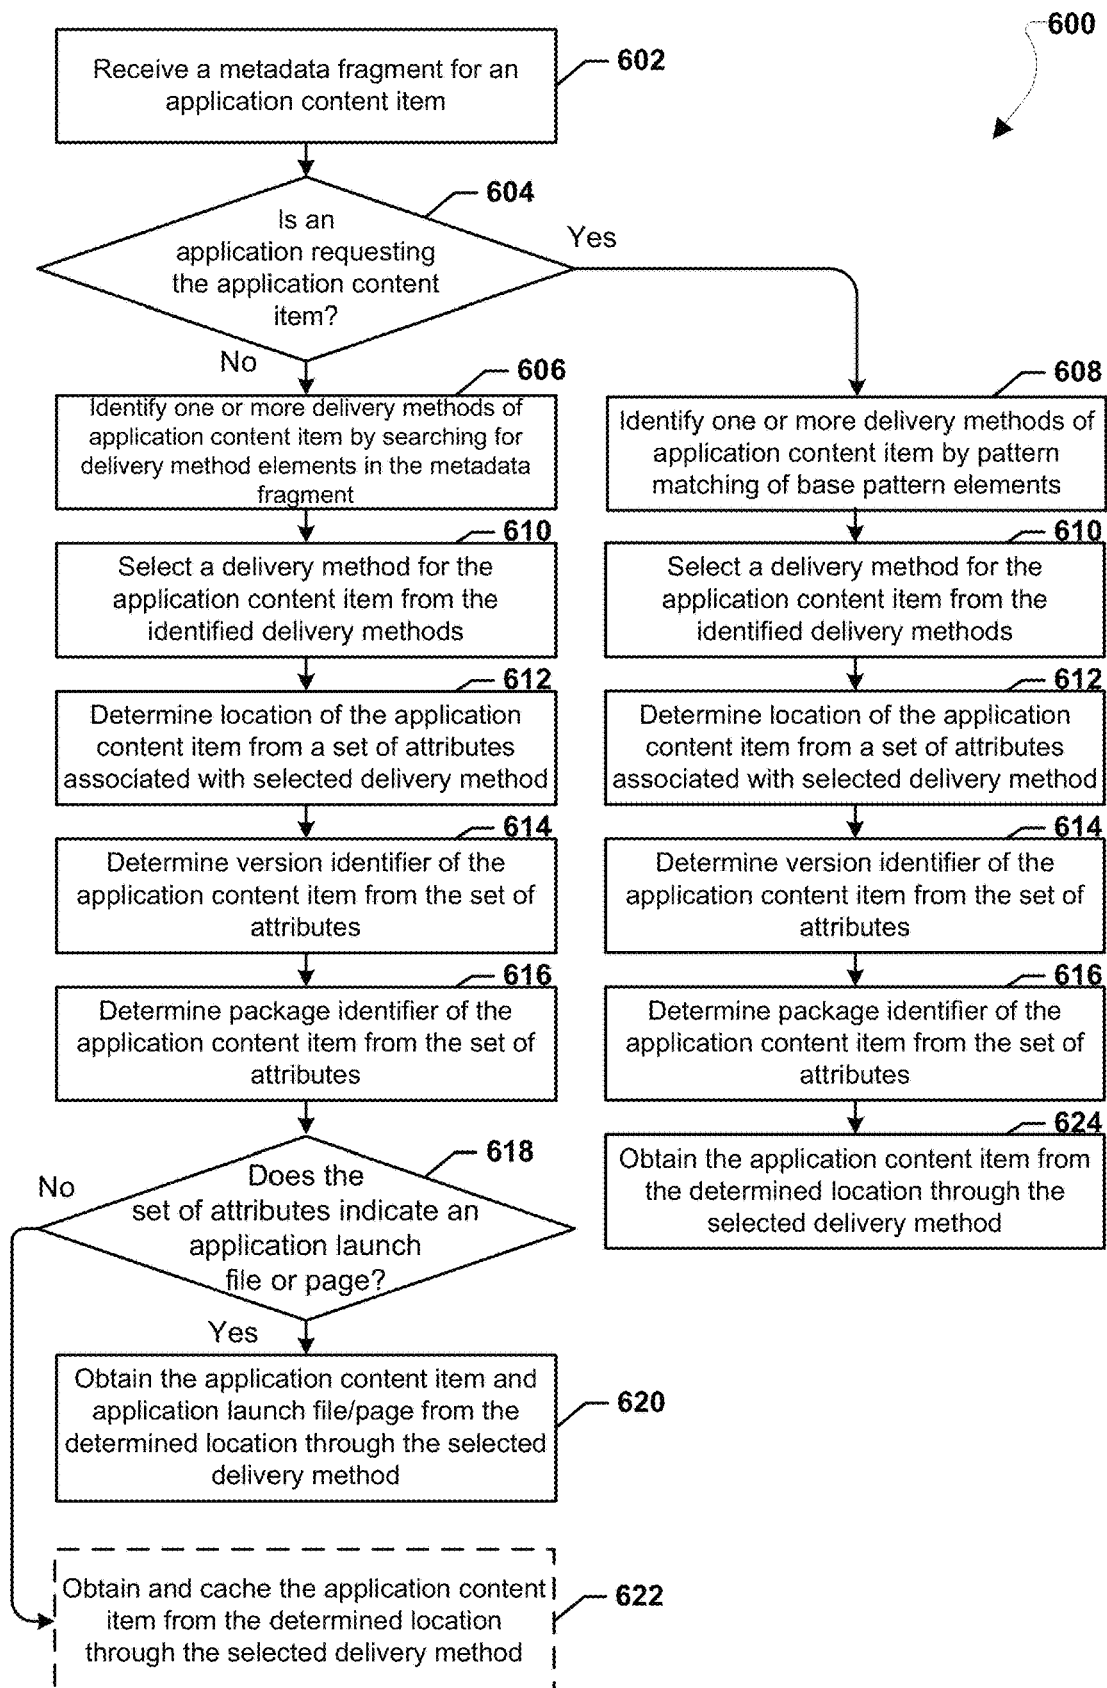 600
Receive a metadata fragment for an
application content item
602
604
Is an
application requesting
the application content
item?
Yes
No
606
Identify one or more delivery methods of
application content item by searching for
delivery method elements in the metadata
fragment
608
Identify one or more delivery methods of
application content item by pattern
matching of base pattern elements
610
Select a delivery method for the
application content item from the
identified delivery methods
610
Select a delivery method for the
application content item from the
identified delivery methods
612
Determine location of the application
content item from a set of attributes
associated with selected delivery method
612
Determine location of the application
content item from a set of attributes
associated with selected delivery method
614
Determine version identifier of the
application content item from the set of
attributes
614
Determine version identifier of the
application content item from the set of
attributes
616
Determine package identifier of the
application content item from the set of
attributes
616
Determine package identifier of the
application content item from the set of
attributes
618
Does the
set of attributes indicate an
application launch
file or page?
No
Yes
624
Obtain the application content item from
the determined location through the
selected delivery method
Obtain the application content item and
application launch file/page from the
determined location through the selected
delivery method
620
Obtain and cache the application content
item from the determined location
through the selected delivery method
622